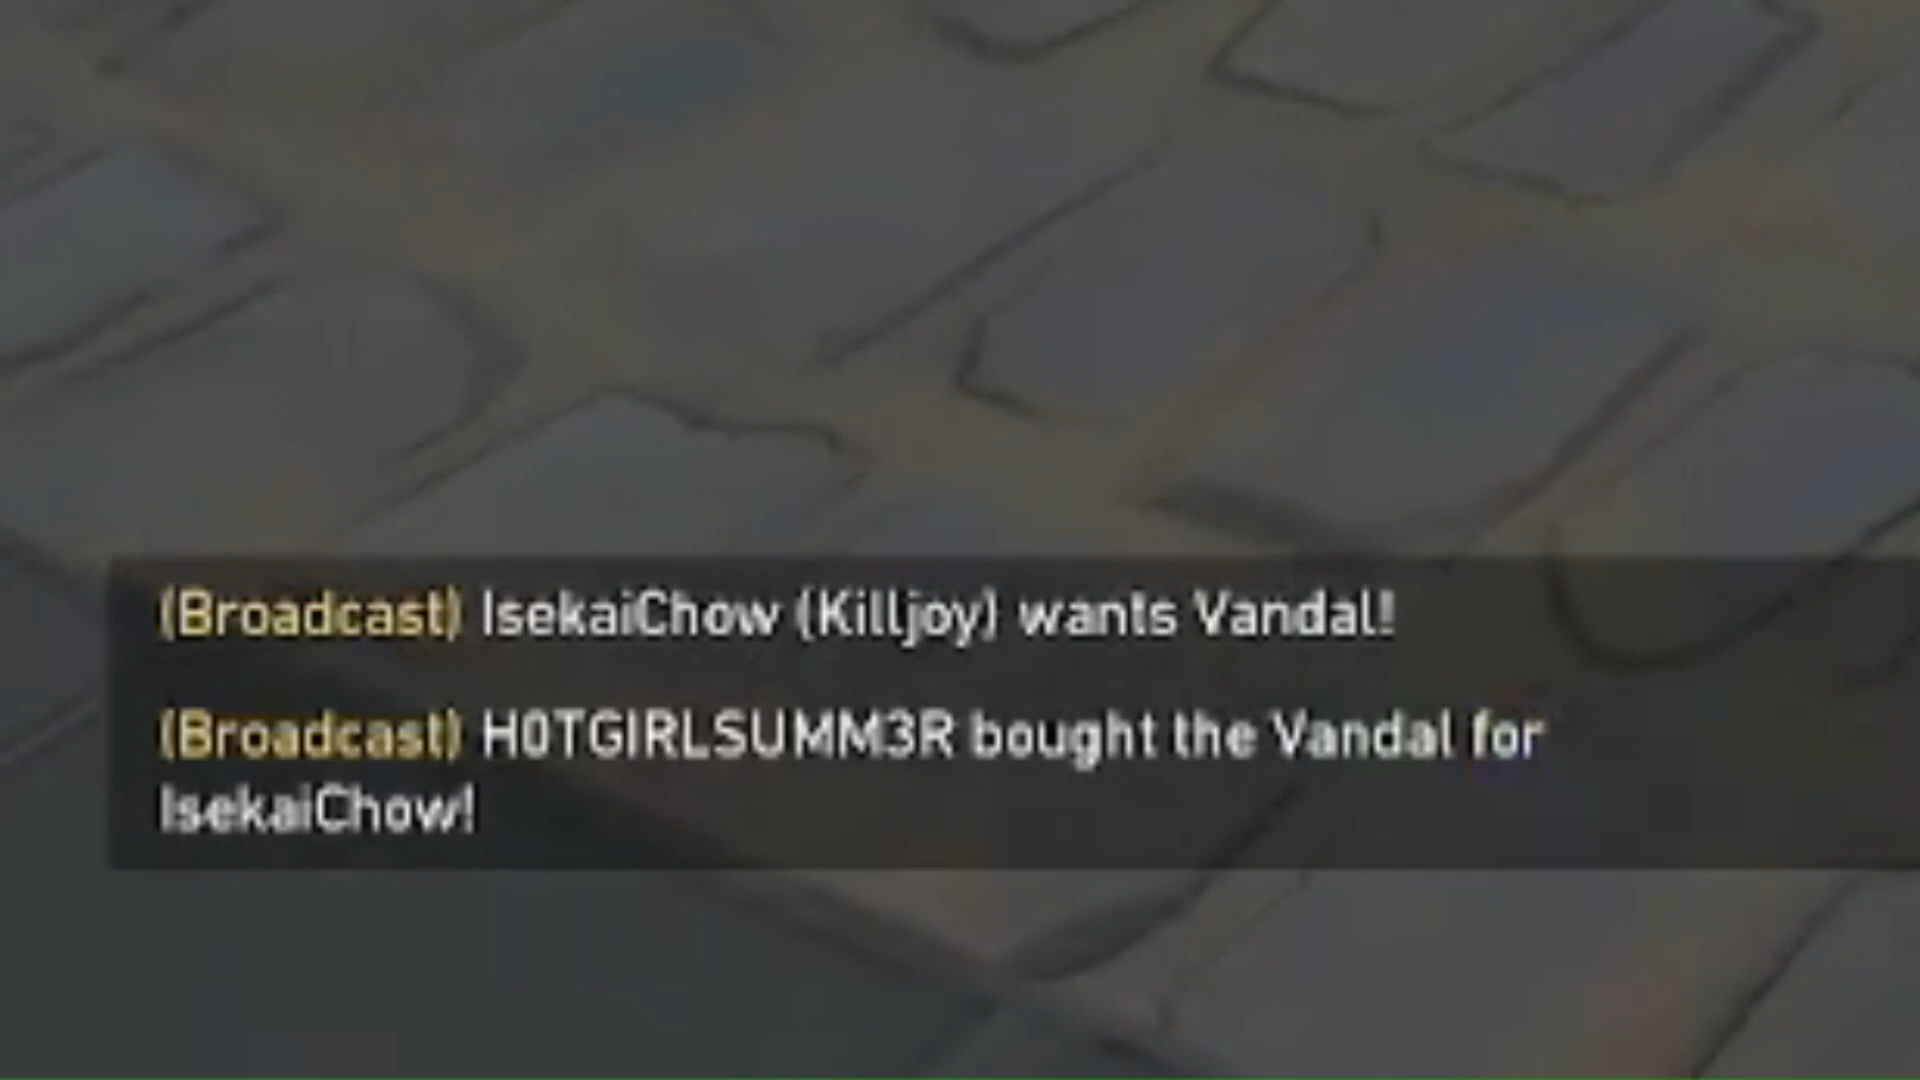 (Broadcast) IsekaiChow (Killjoy) wants Vandal!
(Broadcast) H0TGIRLSUMM3R bought the Vandal for
IsekaiChow!